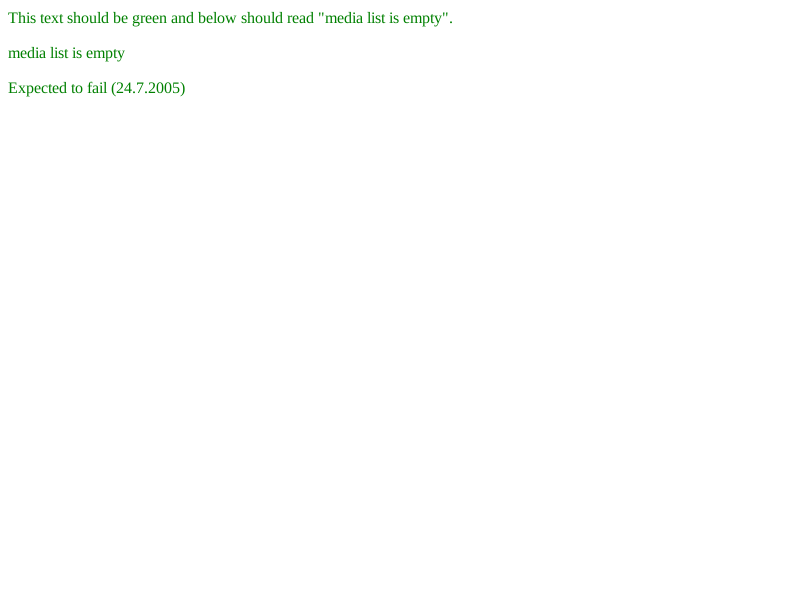 This text should be green and below should read "media list is empty".
media list is empty
Expected to fail (24.7.2005)